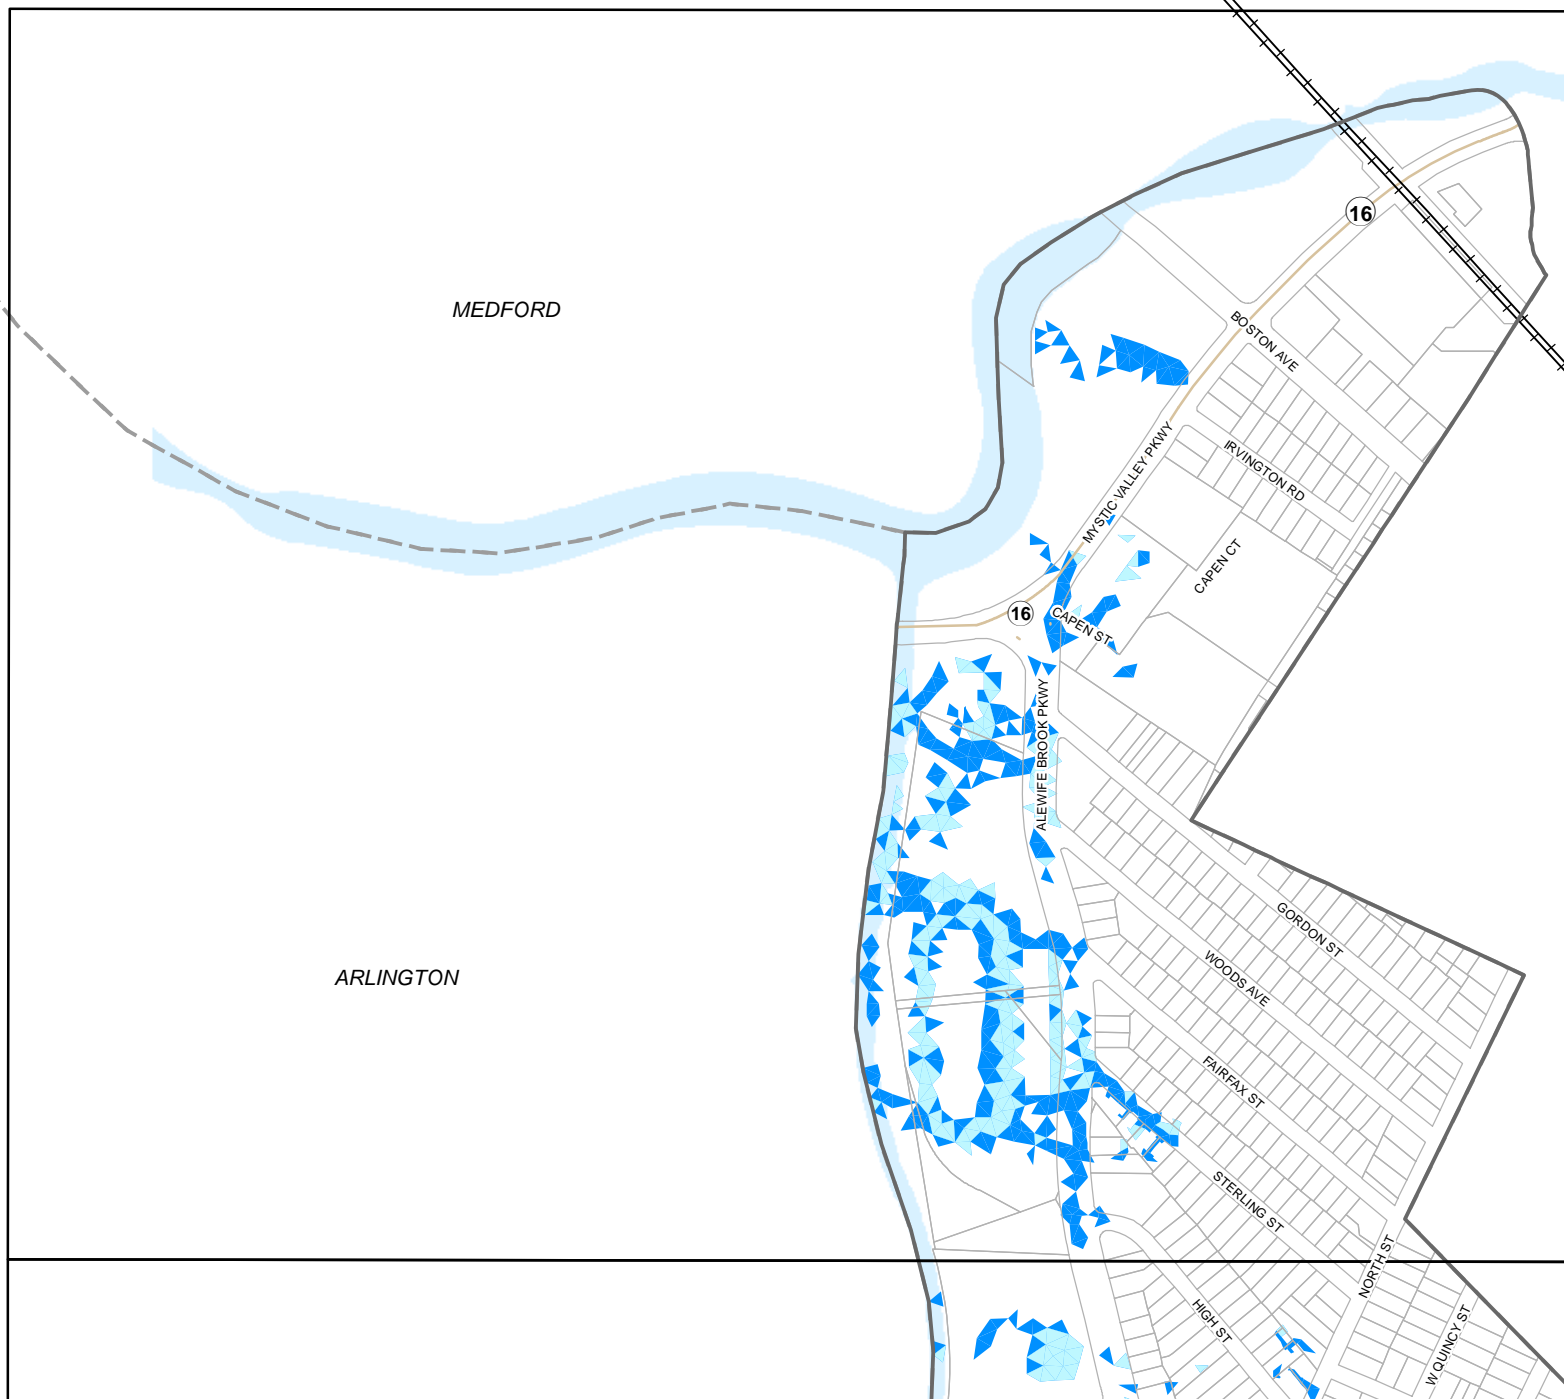 16
MEDFORD
BOSTON AVE
IRVINGTON RD
MYSTIC VALLEY PKWY
CAPEN CT
16
CAPEN ST
ALEWIFE BROOK PKWY
GORDON ST
WOODS AVE
ARLINGTON
FAIRFAX ST
STERLING ST
NORTH ST
HIGH ST
W QUINCY ST